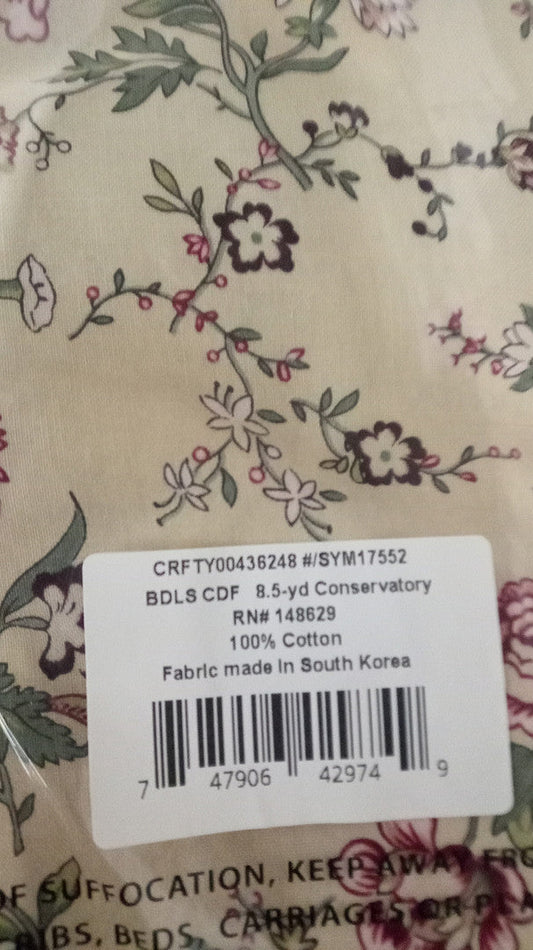 CRFTY00436248 #/SYM17552
BDLS CDF 8.5-yd Conservatory
RN# 148629
100% Cotton
Fabric made in South Korea
7 47906 42974 9
OF SUFFOCATION, KEEP AWAY FRO
RIBS, BEDS, CARRIAGES OR PLA